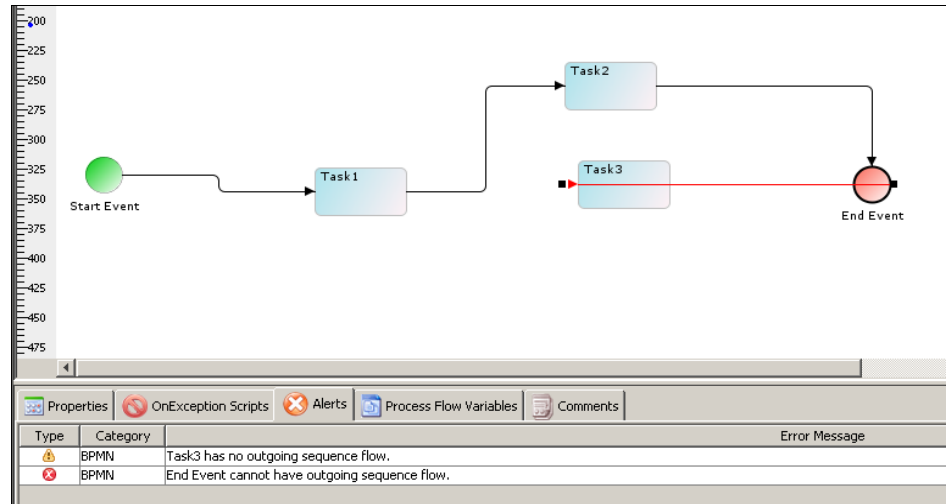 200
225
250
275
300
325
350
375
400
425
450
475
Task2
Task3
Task1
Start Event
End Event
Properties OnException Scripts Alerts Process Flow Variables Comments
Type Category Error Message
BPMN Task3 has no outgoing sequence flow.
BPMN End Event cannot have outgoing sequence flow.